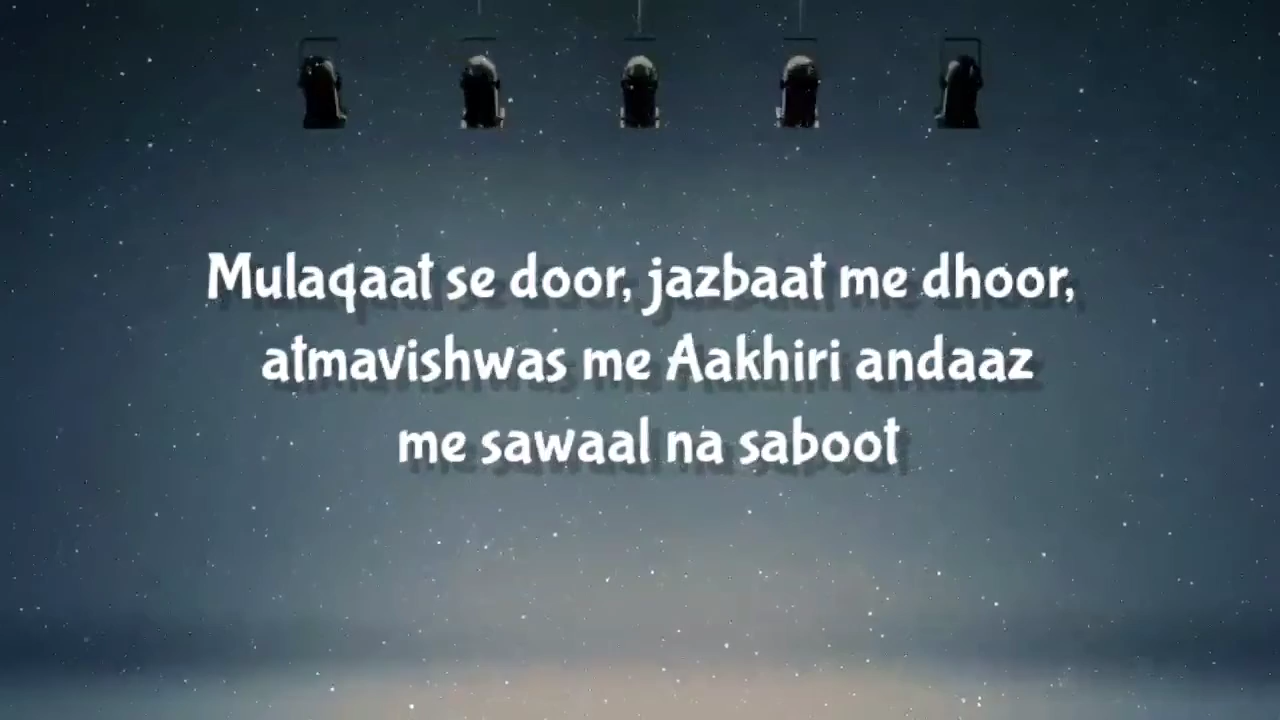 Mulaqaat se door, jazbaat me dhoor,
atmavishwas me Aakhiri andaaz
me sawaal na saboot